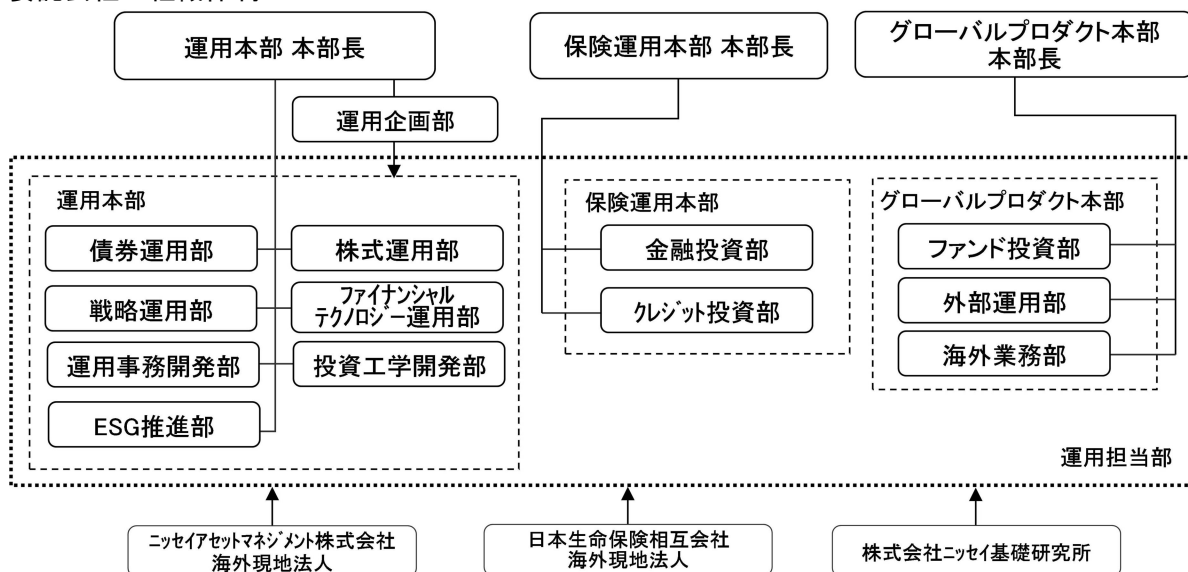 運用本部 本部長
保険運用本部 本部長
グローバルプロダクト本部
本部長
運用企画部
運用本部
債券運用部
株式運用部
戦略運用部
ファイナンシャル
テクノロジー運用部
運用事務開発部
投資工学開発部
ESG推進部
保険運用本部
金融投資部
クレジット投資部
グローバルプロダクト本部
ファンド投資部
外部運用部
海外業務部
運用担当部
ニッセイアセットマネジメント株式会社
海外現地法人
日本生命保険相互会社
海外現地法人
株式会社ニッセイ基礎研究所